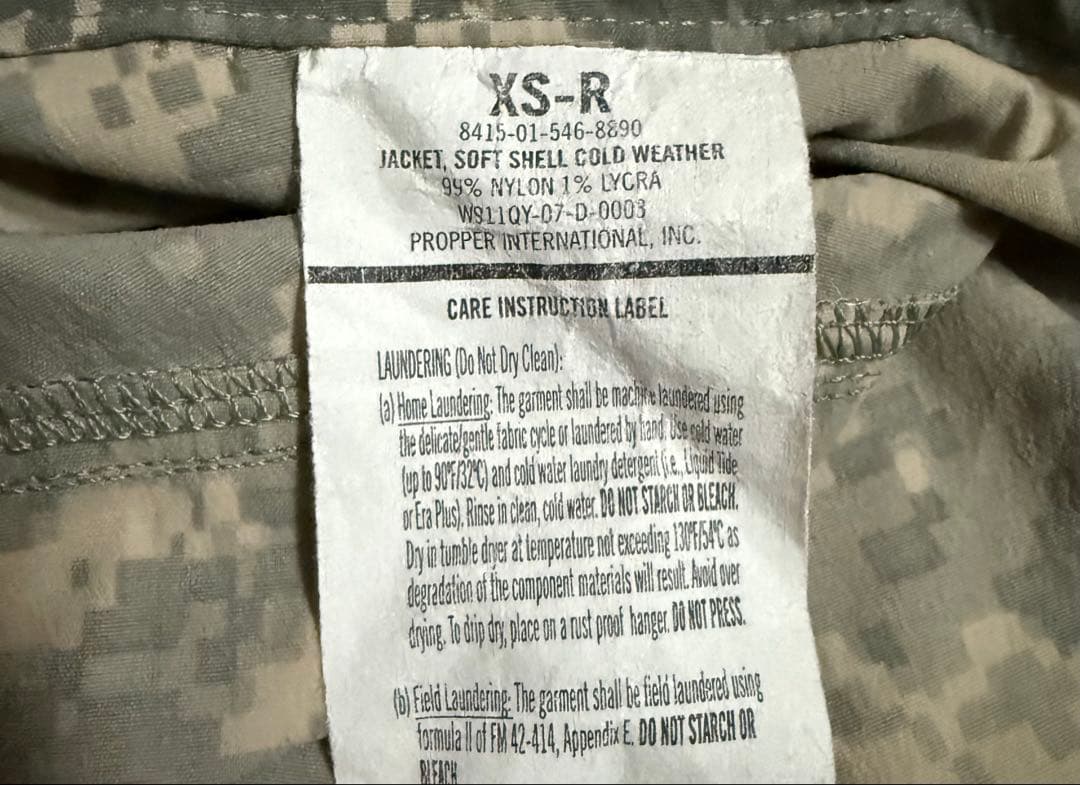 XS-R
8415-01-546-8890
JACKET, SOFT SHELL COLD WEATHER
99% NYLON 1% LYCRA
W911QY-07-D-0003
PROPPER INTERNATIONAL, INC.
CARE INSTRUCTION LABEL
LAUNDERING (Do Not Dry Clean):
(a) Home Laundering: The garment shall be machine laundered using
the delicate/gentle fabric cycle or laundered by hand. Use cold water
(up to 90°F/32°C) and cold water laundry detergent (i.e., Liquid Tide
or Era Plus). Rinse in clean, cold water. DO NOT STARCH OR BLEACH.
Dry in tumble dryer at temperature not exceeding 130°F/54°C as
degradation of the component materials will result. Avoid over
drying. To drip dry, place on a rust proof hanger. DO NOT PRESS.
(b) Field Laundering: The garment shall be field laundered using
formula II of FM 42-414, Appendix E. DO NOT STARCH OR
BLEACH